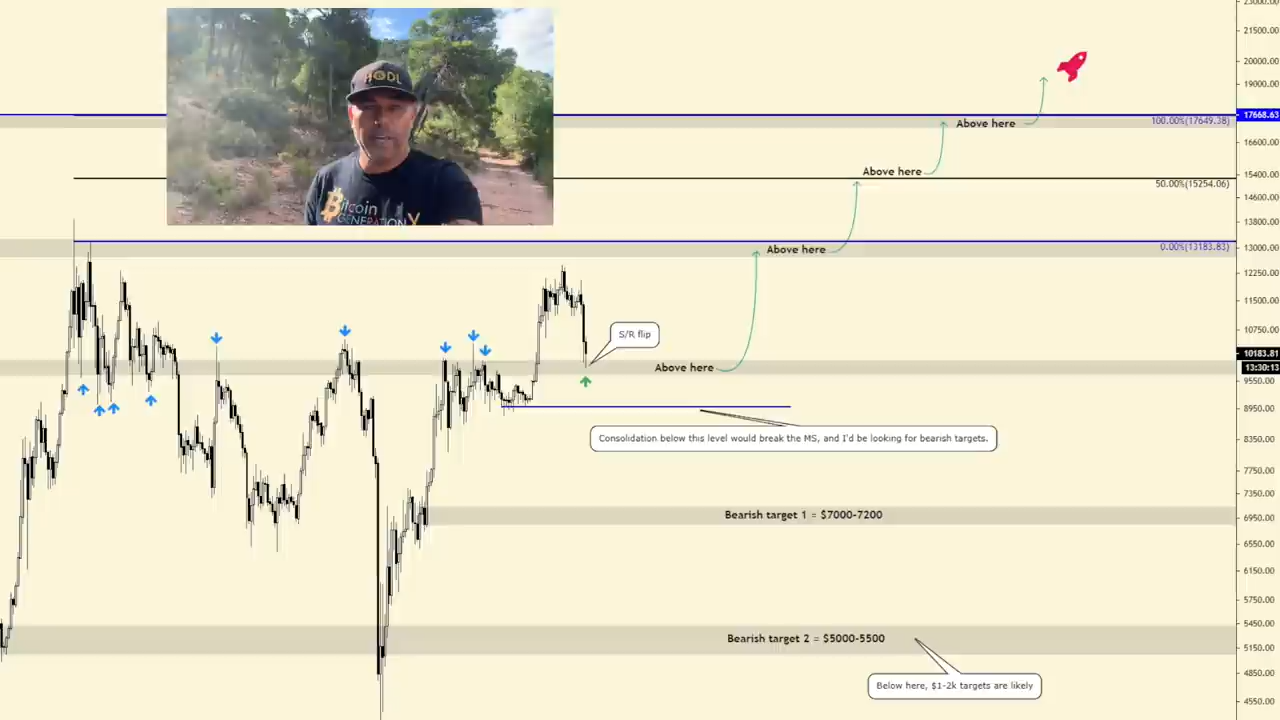 23000.00
21500.00
20000.00
19000.00
17668.63
Above here
100.00%(17649.38)
16600.00
HODL
Above here
15400.00
50.00%(15254.06)
14600.00
Bitcoin
GENERATION X
13800.00
Above here
0.00%(13183.83)
13000.00
12250.00
11500.00
10750.00
S/R flip
10183.81
13:30:13
Above here
9550.00
8950.00
Consolidation below this level would break the MS, and I'd be looking for bearish targets.
8350.00
7750.00
7350.00
Bearish target 1 = $7000-7200
6950.00
6550.00
6150.00
5750.00
5450.00
Bearish target 2 = $5000-5500
5150.00
4850.00
Below here, $1-2k targets are likely
4550.00